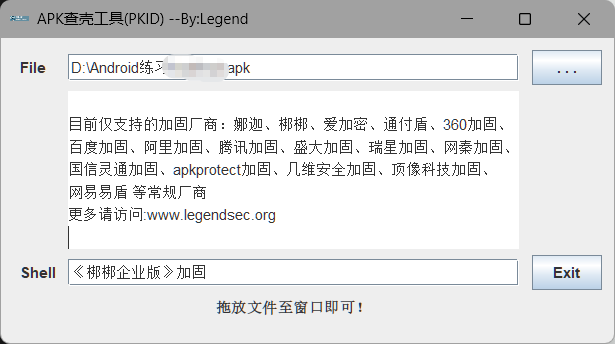 APK查壳工具(PKID) --By:Legend
File
D:\Android练习
apk
...
目前仅支持的加固厂商：娜迦、梆梆、爱加密、通付盾、360加固、
百度加固、阿里加固、腾讯加固、盛大加固、瑞星加固、网秦加固、
国信灵通加固、apkprotect加固、几维安全加固、顶像科技加固、
网易易盾 等常规厂商
更多请访问:www.legendsec.org
Shell
《梆梆企业版》加固
Exit
拖放文件至窗口即可！